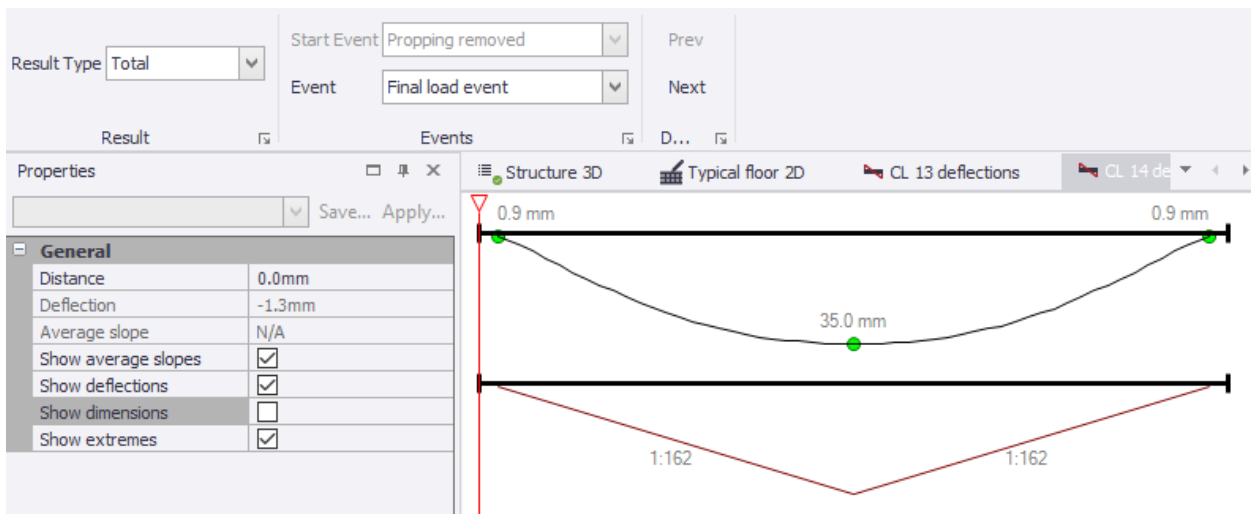 Start Event Propping removed Prev
Result Type Total
Event Final load event Next
Result Events D...
Properties
Structure 3D Typical floor 2D CL 13 deflections CL 14 de
Save... Apply...
General
Distance 0.0mm
Deflection -1.3mm
Average slope N/A
Show average slopes
Show deflections
Show dimensions
Show extremes
0.9 mm 0.9 mm
35.0 mm
1:162 1:162